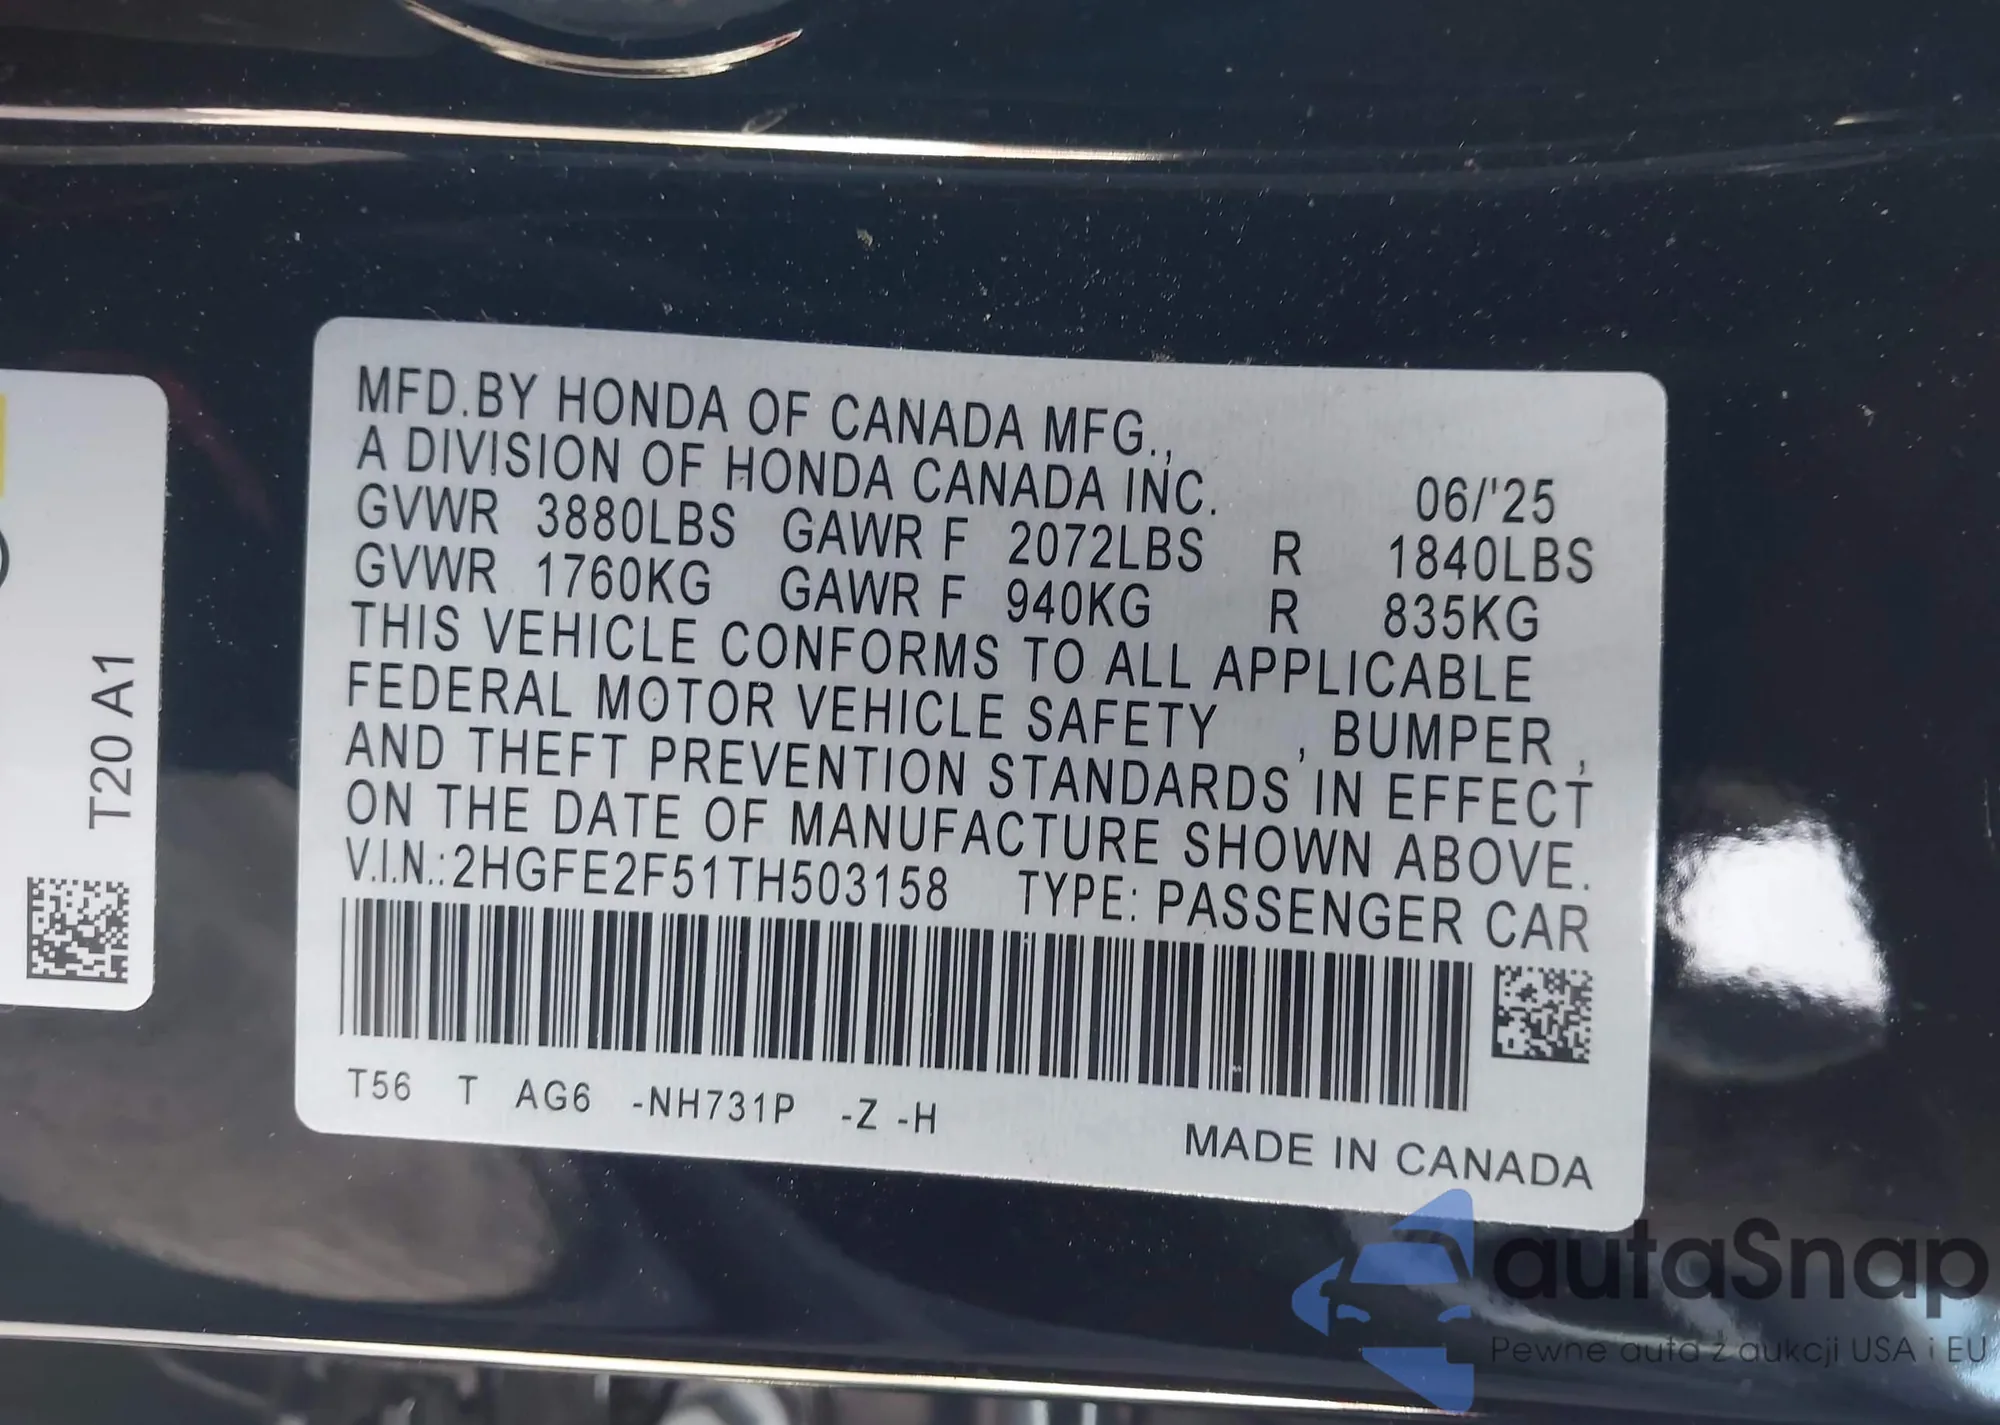 MFD.BY HONDA OF CANADA MFG.,
A DIVISION OF HONDA CANADA INC. 06/'25
GVWR 3880LBS GAWR F 2072LBS R 1840LBS
GVWR 1760KG GAWR F 940KG R 835KG
THIS VEHICLE CONFORMS TO ALL APPLICABLE
FEDERAL MOTOR VEHICLE SAFETY , BUMPER ,
AND THEFT PREVENTION STANDARDS IN EFFECT
ON THE DATE OF MANUFACTURE SHOWN ABOVE.
V.I.N.:2HGFE2F51TH503158 TYPE: PASSENGER CAR
T56 T AG6 -NH731P -Z -H
MADE IN CANADA
T20 A1
autaSnap
Pewne auta z aukcji USA i EU